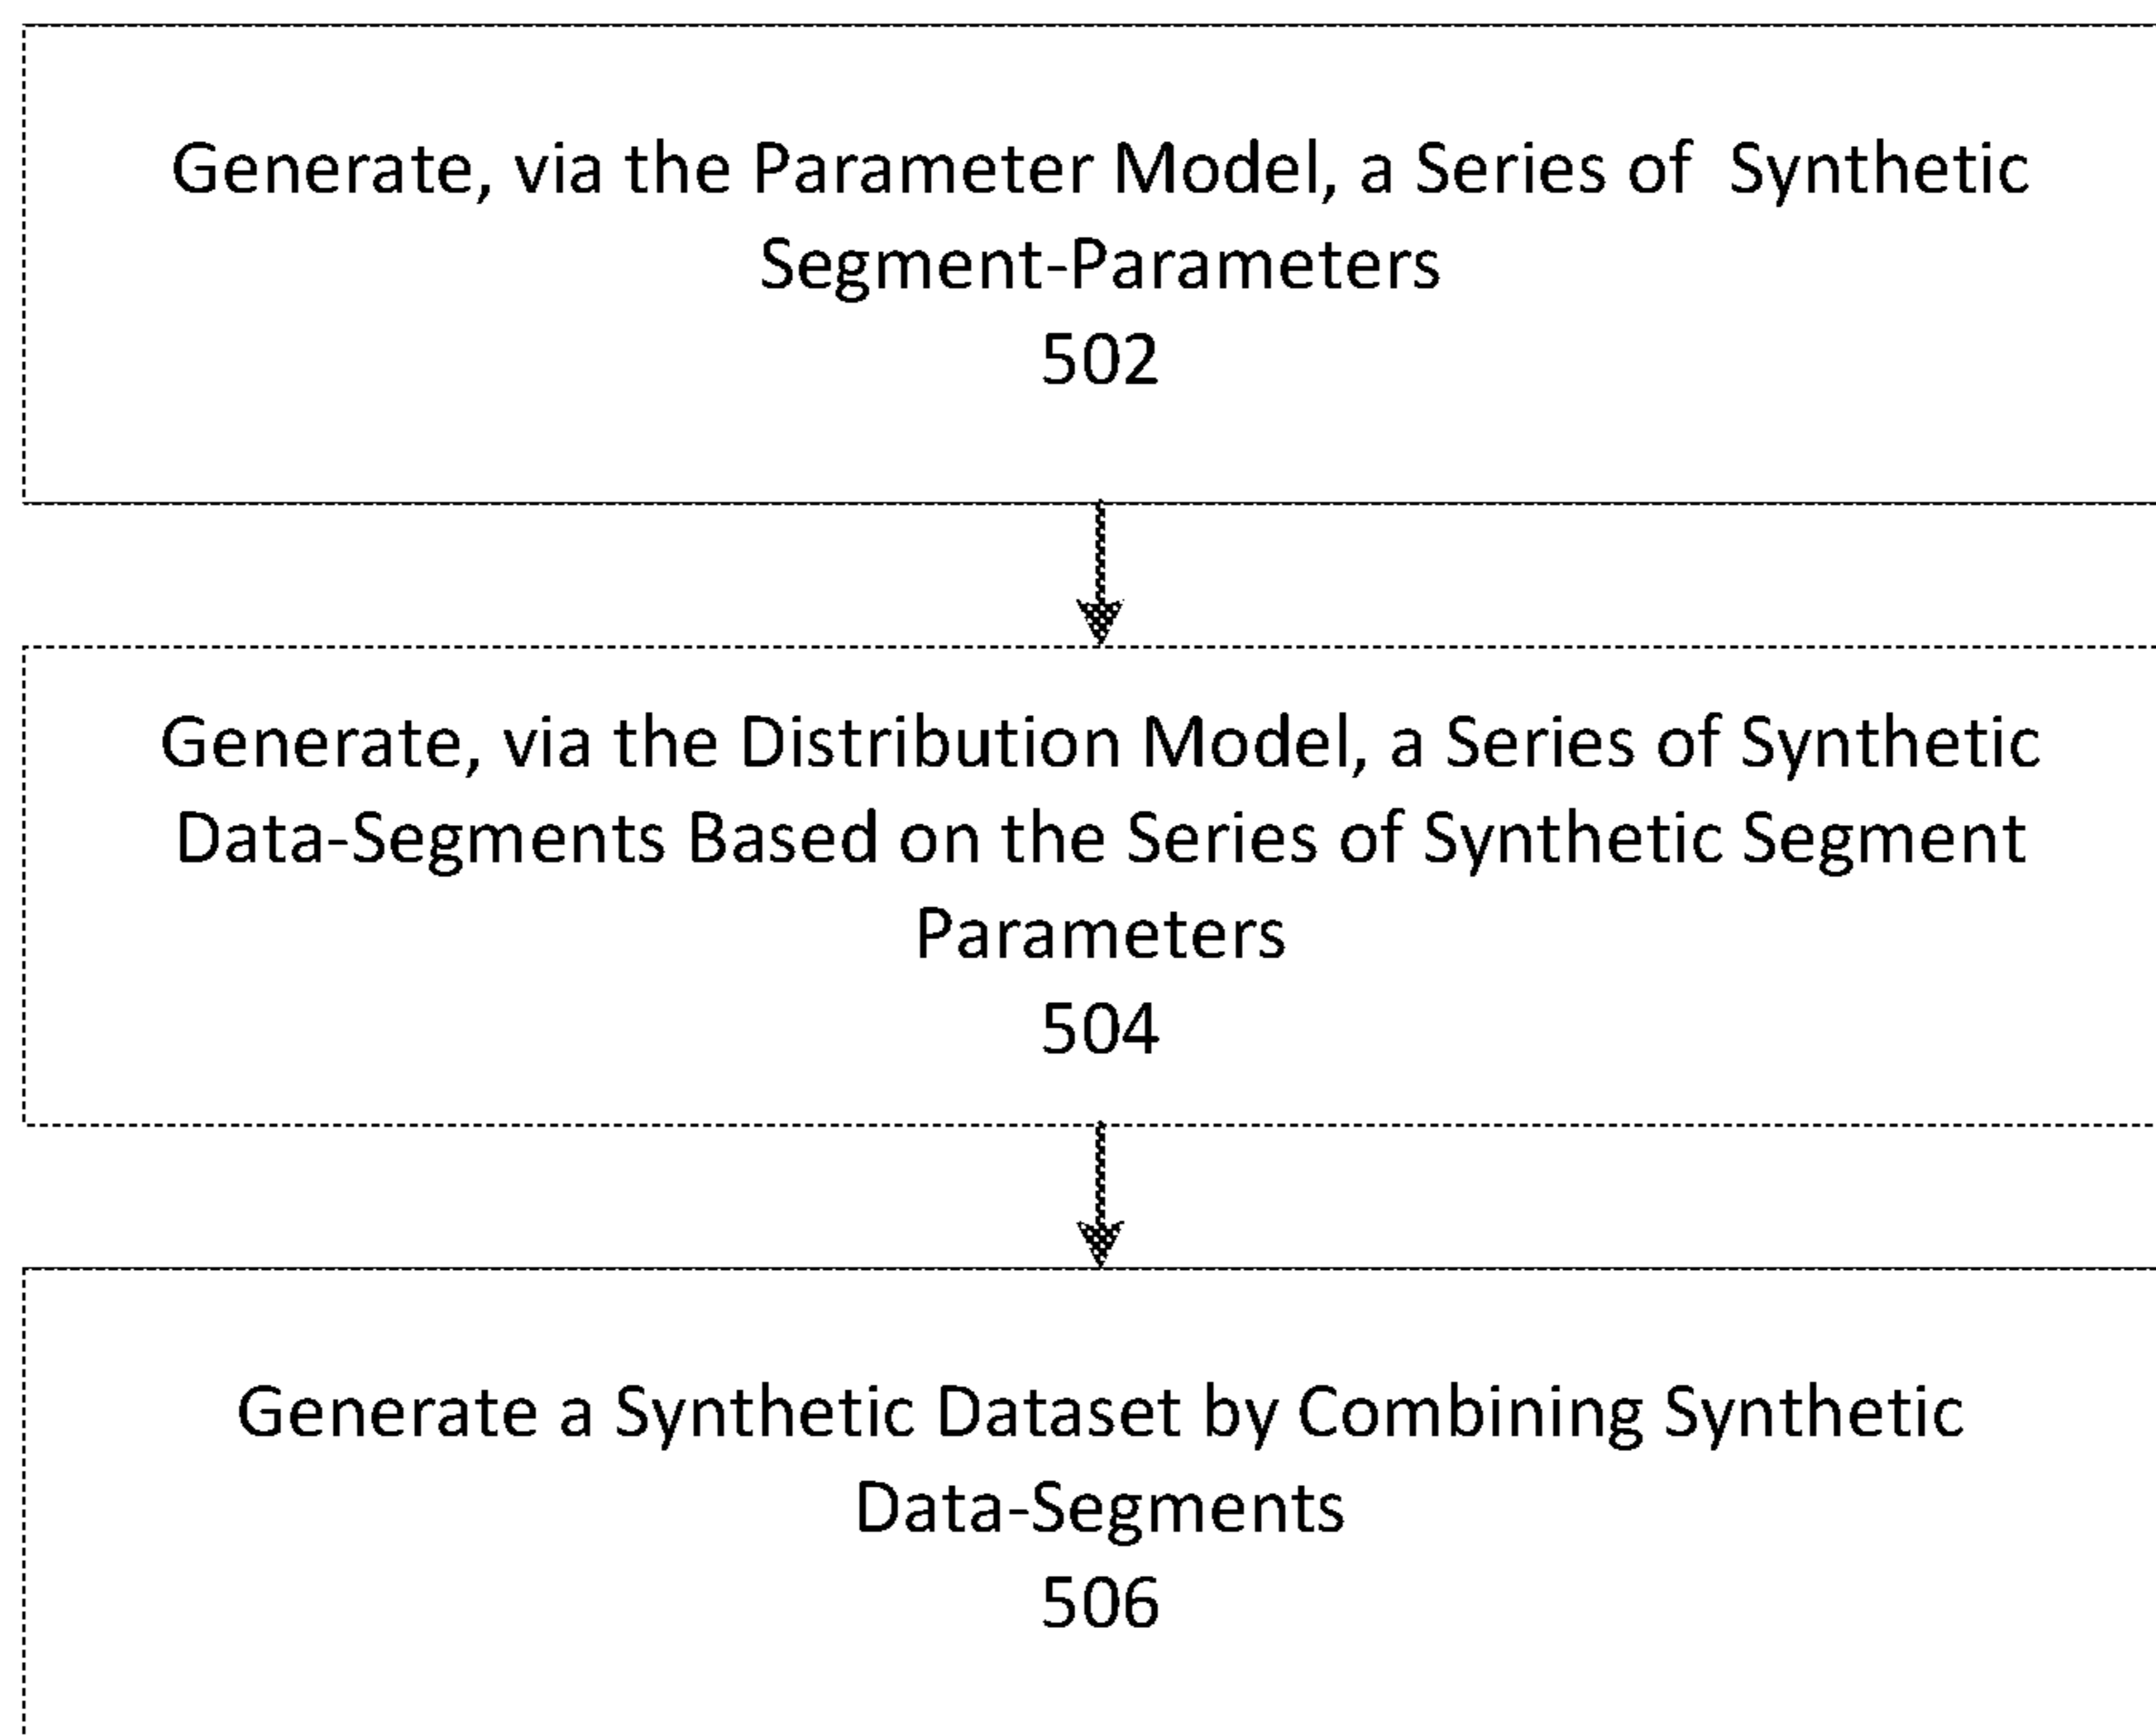 Generate, via the Parameter Model, a Series of  Synthetic
Segment-Parameters
502
Generate, via the Distribution Model, a Series of Synthetic
Data-Segments Based on the Series of Synthetic Segment
Parameters
504
Generate a Synthetic Dataset by Combining Synthetic
Data-Segments
506